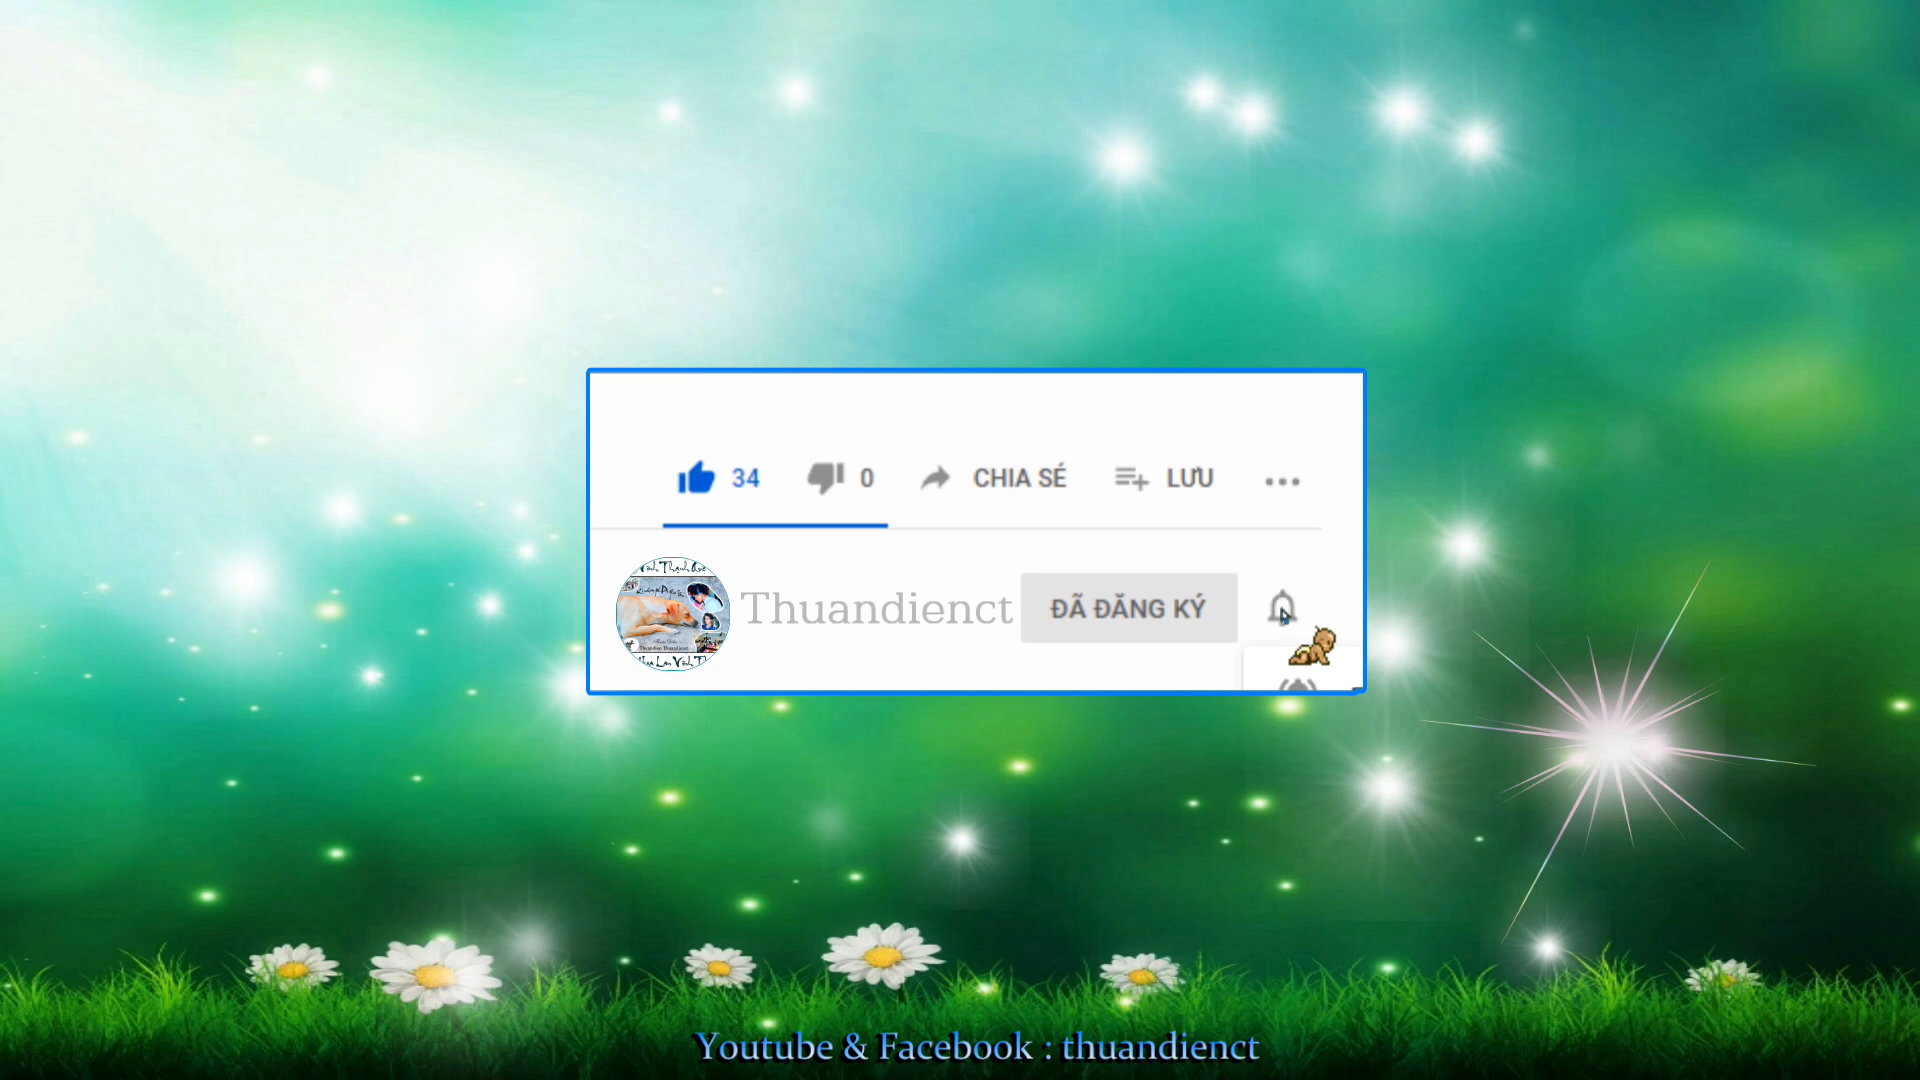 34 0 CHIA SẺ LƯU
Thuandienct ĐÃ ĐĂNG KÝ
Youtube & Facebook : thuandienct